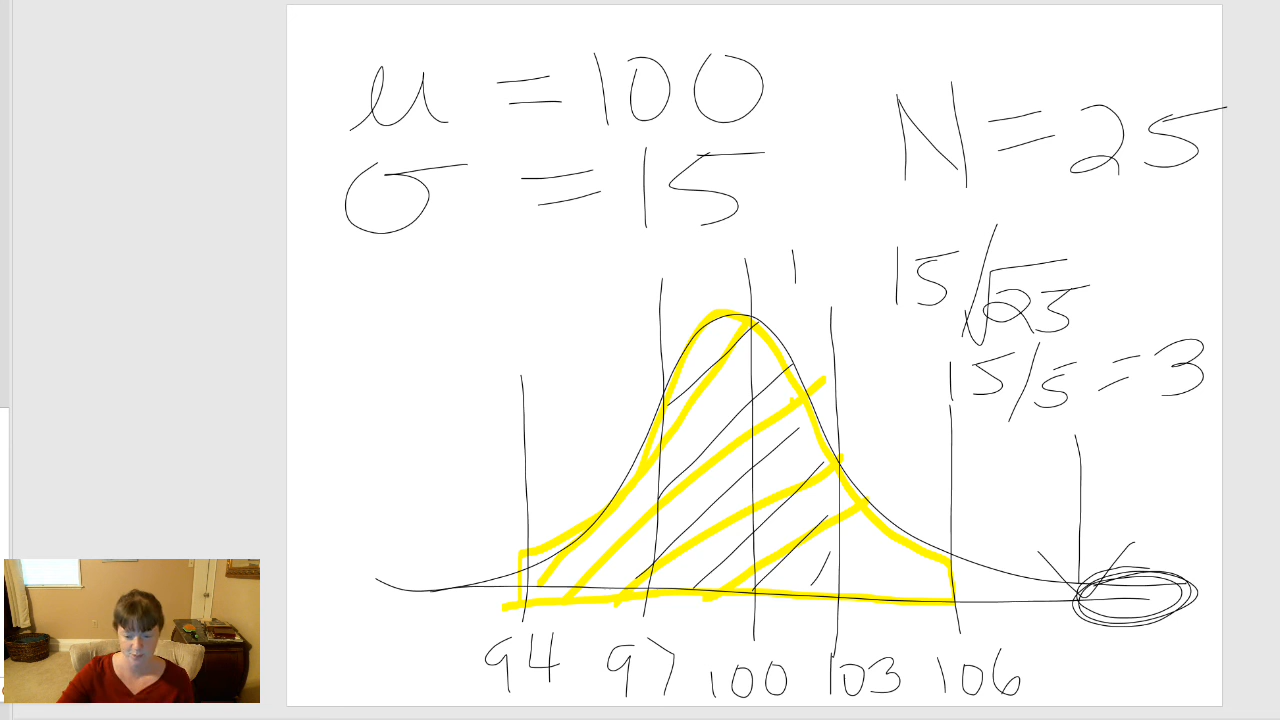 μ = 100
N = 25
σ = 15
15/√25
15/5 = 3
94 97 100 103 106